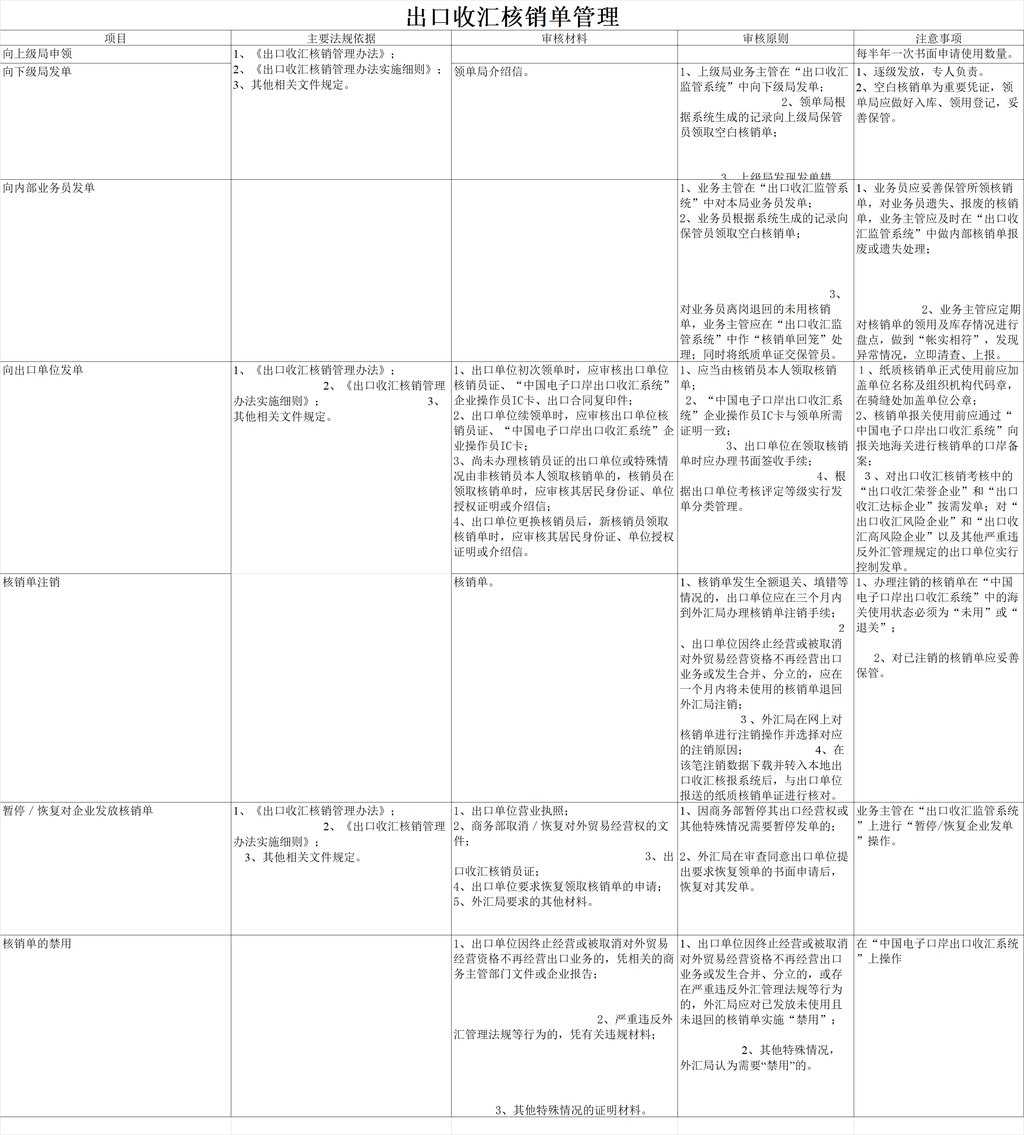 出口收汇核销单管理
项目
主要法规依据
审核材料
审核原则
注意事项
向上级局申领
1、《出口收汇核销管理办法》;
2、《出口收汇核销管理办法实施细则》;
3、其他相关文件规定。
每半年一次书面申请使用数量。
向下级局发单
领单局介绍信。
1、上级局业务主管在“出口收汇
监管系统”中向下级局发单;
2、领单局根
据系统生成的记录向上级局保管
员领取空白核销单;
3、上级局发现发单错
1、逐级发放,专人负责。
2、空白核销单为重要凭证,领
单局应做好入库、领用登记,妥
善保管。
向内部业务员发单
1、业务主管在“出口收汇监管系
统”中对本局业务员发单;
2、业务员根据系统生成的记录向
保管员领取空白核销单;
3、
对业务员离岗退回的未用核销
单,业务主管应在“出口收汇监
管系统”中作“核销单回笼”处
理;同时将纸质单证交保管员。
1、业务员应妥善保管所领核销
单,对业务员遗失、报废的核销
单,业务主管应及时在“出口收
汇监管系统”中做内部核销单报
废或遗失处理;
2、业务主管应定期
对核销单的领用及库存情况进行
盘点,做到“帐实相符”,发现
异常情况,立即清查、上报。
向出口单位发单
1、《出口收汇核销管理办法》;
2、《出口收汇核销管理
办法实施细则》; 3、
其他相关文件规定。
1、出口单位初次领单时,应审核出口单位
核销员证、“中国电子口岸出口收汇系统”
企业操作员IC卡、出口合同复印件;
2、出口单位续领单时,应审核出口单位核
销员证、“中国电子口岸出口收汇系统”企
业操作员IC卡;
3、尚未办理核销员证的出口单位或特殊情
况由非核销员本人领取核销单的,核销员在
领取核销单时,应审核其居民身份证、单位
授权证明或介绍信;
4、出口单位更换核销员后,新核销员领取
核销单时,应审核其居民身份证、单位授权
证明或介绍信。
1、应当由核销员本人领取核销
单;
2、“中国电子口岸出口收汇系
统”企业操作员IC卡与领单所需
证明一致;
3、出口单位在领取核销
单时应办理书面签收手续;
4、根
据出口单位考核评定等级实行发
单分类管理。
1、纸质核销单正式使用前应加
盖单位名称及组织机构代码章,
在骑缝处加盖单位公章;
2、核销单报关使用前应通过“
中国电子口岸出口收汇系统”向
报关地海关进行核销单的口岸备
案;
3、对出口收汇核销考核中的
“出口收汇荣誉企业”和“出口
收汇达标企业”按需发单;对“
出口收汇风险企业”和“出口收
汇高风险企业”以及其他严重违
反外汇管理规定的出口单位实行
控制发单。
核销单注销
核销单。
1、核销单发生全额退关、填错等
情况的,出口单位应在三个月内
到外汇局办理核销单注销手续;
2
、出口单位因终止经营或被取消
对外贸易经营资格不再经营出口
业务或发生合并、分立的,应在
一个月内将未使用的核销单退回
外汇局注销;
3、外汇局在网上对
核销单进行注销操作并选择对应
的注销原因; 4、在
该笔注销数据下载并转入本地出
口收汇核报系统后,与出口单位
报送的纸质核销单证进行核对。
1、办理注销的核销单在“中国
电子口岸出口收汇系统”中的海
关使用状态必须为“未用”或“
退关”;
2、对已注销的核销单应妥善
保管。
暂停/恢复对企业发放核销单
1、《出口收汇核销管理办法》;
2、《出口收汇核销管理
办法实施细则》;
3、其他相关文件规定。
1、出口单位营业执照;
2、商务部取消/恢复对外贸易经营权的文
件;
3、出
口收汇核销员证;
4、出口单位要求恢复领取核销单的申请;
5、外汇局要求的其他材料。
1、因商务部暂停其出口经营权或
其他特殊情况需要暂停发单的;
2、外汇局在审查同意出口单位提
出要求恢复领单的书面申请后,
恢复对其发单。
业务主管在“出口收汇监管系统
”上进行“暂停/恢复企业发单
”操作。
核销单的禁用
1、出口单位因终止经营或被取消对外贸易
经营资格不再经营出口业务的,凭相关的商
务主管部门文件或企业报告;
2、严重违反外
汇管理法规等行为的,凭有关违规材料;
3、其他特殊情况的证明材料。
1、出口单位因终止经营或被取消
对外贸易经营资格不再经营出口
业务或发生合并、分立的,或存
在严重违反外汇管理法规等行为
的,外汇局应对已发放未使用且
未退回的核销单实施“禁用”;
2、其他特殊情况,
外汇局认为需要“禁用”的。
在“中国电子口岸出口收汇系统
”上操作